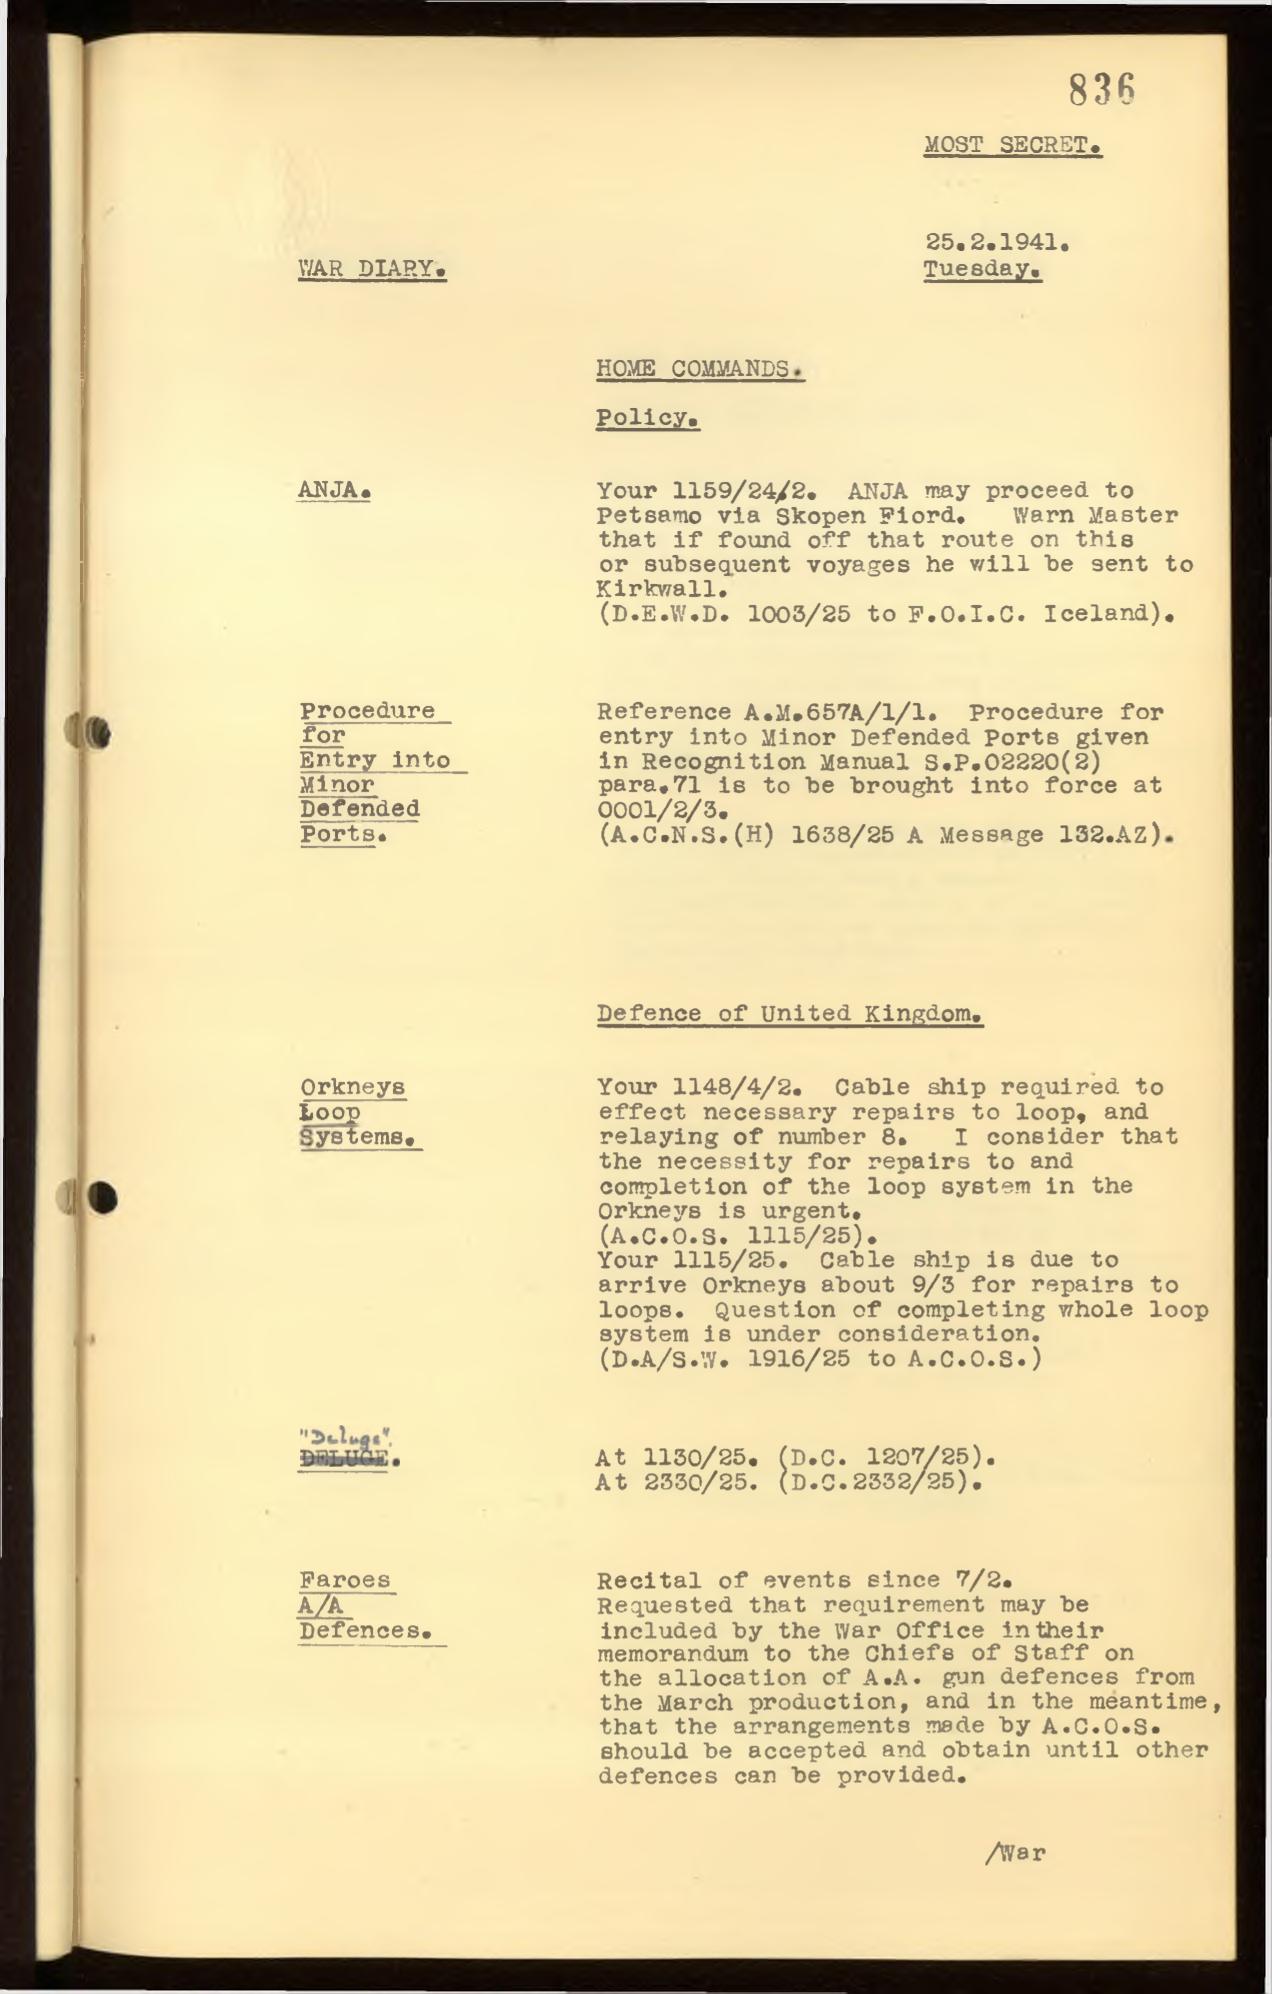 836
MOST SECRET.
25.2.1941.
WAR DIARY.
Tuesday.
HOME COMMANDS.
Policy.
ANJA.
Your 1159/24/2. ANJA may proceed to
Petsamo via Skopen Fiord. Warn Master
that if found off that route on this
or subsequent voyages he will be sent to
Kirkwall.
(D.E.W.D. 1003/25 to F.O.I.C. Iceland).
Procedure
for
Entry into
Minor
Defended
Ports.
Reference A.M.657A/1/1. Procedure for
entry into Minor Defended Ports given
in Recognition Manual S.P.02220(2)
para.71 is to be brought into force at
0001/2/3.
(A.C.N.S.(H) 1638/25 A Message 132.AZ).
Defence of United Kingdom.
Orkneys
Loop
Systems.
Your 1148/4/2. Cable ship required to
effect necessary repairs to loop, and
relaying of number 8. I consider that
the necessity for repairs to and
completion of the loop system in the
Orkneys is urgent.
(A.C.O.S. 1115/25).
Your 1115/25. Cable ship is due to
arrive Orkneys about 9/3 for repairs to
loops. Question of completing whole loop
system is under consideration.
(D.A/S.W. 1916/25 to A.C.O.S.)
"Deluge".
DELUGE.
At 1130/25. (D.C. 1207/25).
At 2330/25. (D.C.2332/25).
Faroes
A/A
Defences.
Recital of events since 7/2.
Requested that requirement may be
included by the War Office intheir
memorandum to the Chiefs of Staff on
the allocation of A.A. gun defences from
the March production, and in the meantime,
that the arrangements made by A.C.O.S.
should be accepted and obtain until other
defences can be provided.
/War